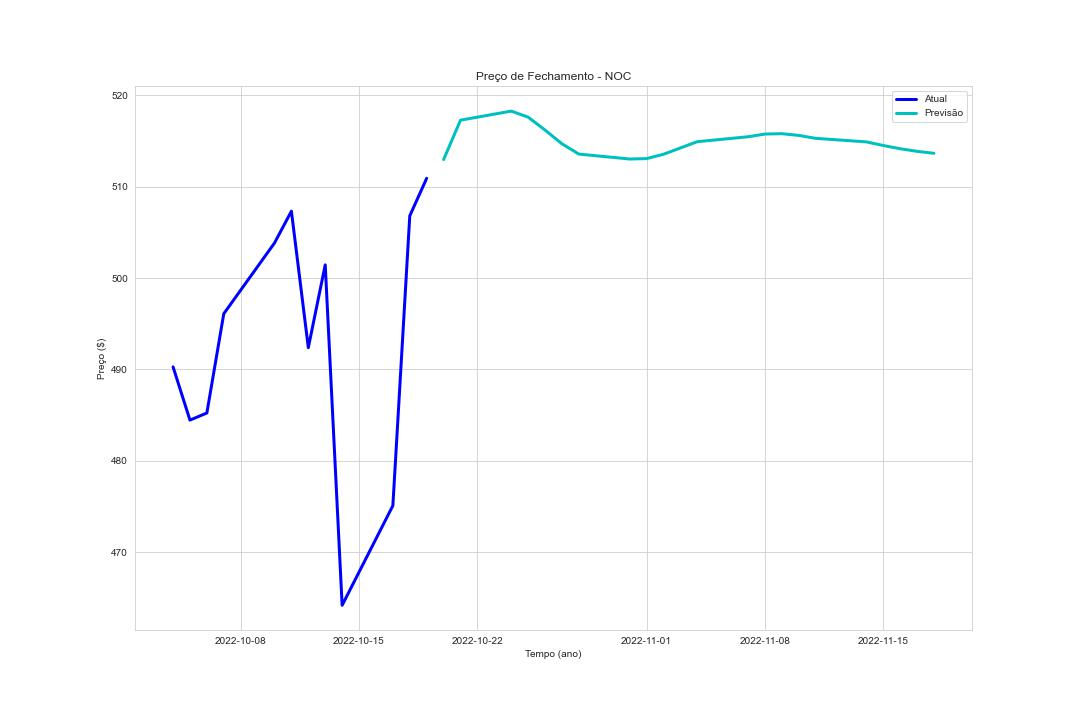 Preço de Fechamento - NOC
Atual
Previsão
520
510
500
490
480
470
Preço ($)
2022-10-08
2022-10-15
2022-10-22
2022-11-01
2022-11-08
2022-11-15
Tempo (ano)